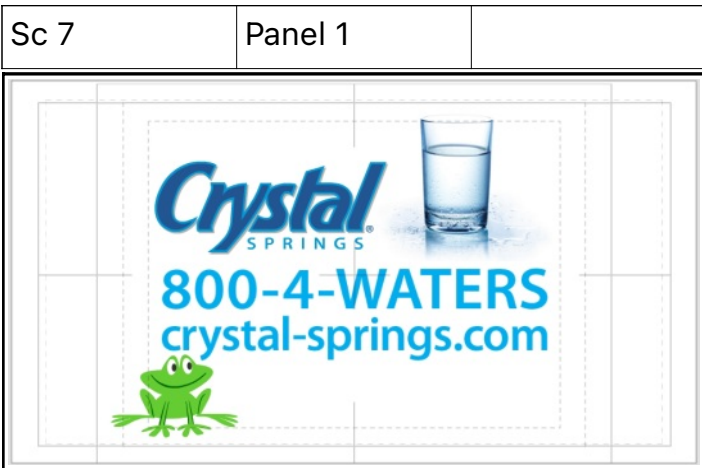 Sc 7
Panel 1
Crystal®
SPRINGS
800-4-WATERS
crystal-springs.com